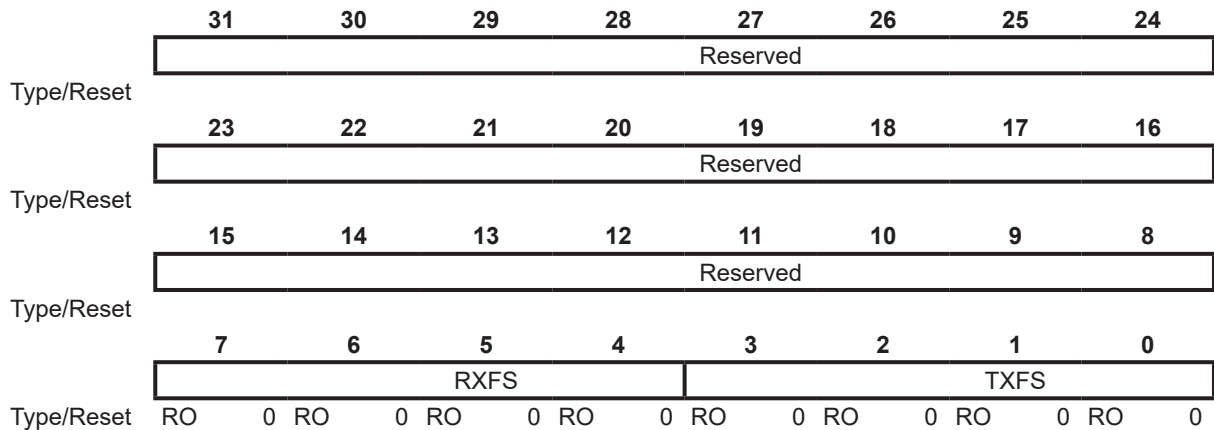 31 30 29 28 27 26 25 24
Reserved
Type/Reset
23 22 21 20 19 18 17 16
Reserved
Type/Reset
15 14 13 12 11 10 9 8
Reserved
Type/Reset
7 6 5 4 3 2 1 0
RXFS TXFS
Type/Reset RO 0 RO 0 RO 0 RO 0 RO 0 RO 0 RO 0 RO 0